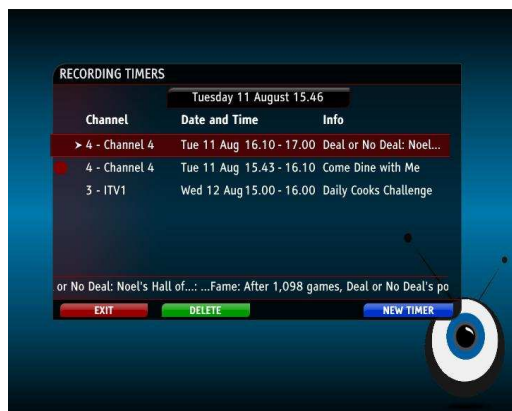 RECORDING TIMERS
Tuesday 11 August 15.46
Channel Date and Time Info
4 - Channel 4 Tue 11 Aug 16.10 - 17.00 Deal or No Deal: Noel...
4 - Channel 4 Tue 11 Aug 15.43 - 16.10 Come Dine with Me
3 - ITV1 Wed 12 Aug 15.00 - 16.00 Daily Cooks Challenge
or No Deal: Noel's Hall of...: ...Fame: After 1,098 games, Deal or No Deal's po
EXIT DELETE NEW TIMER